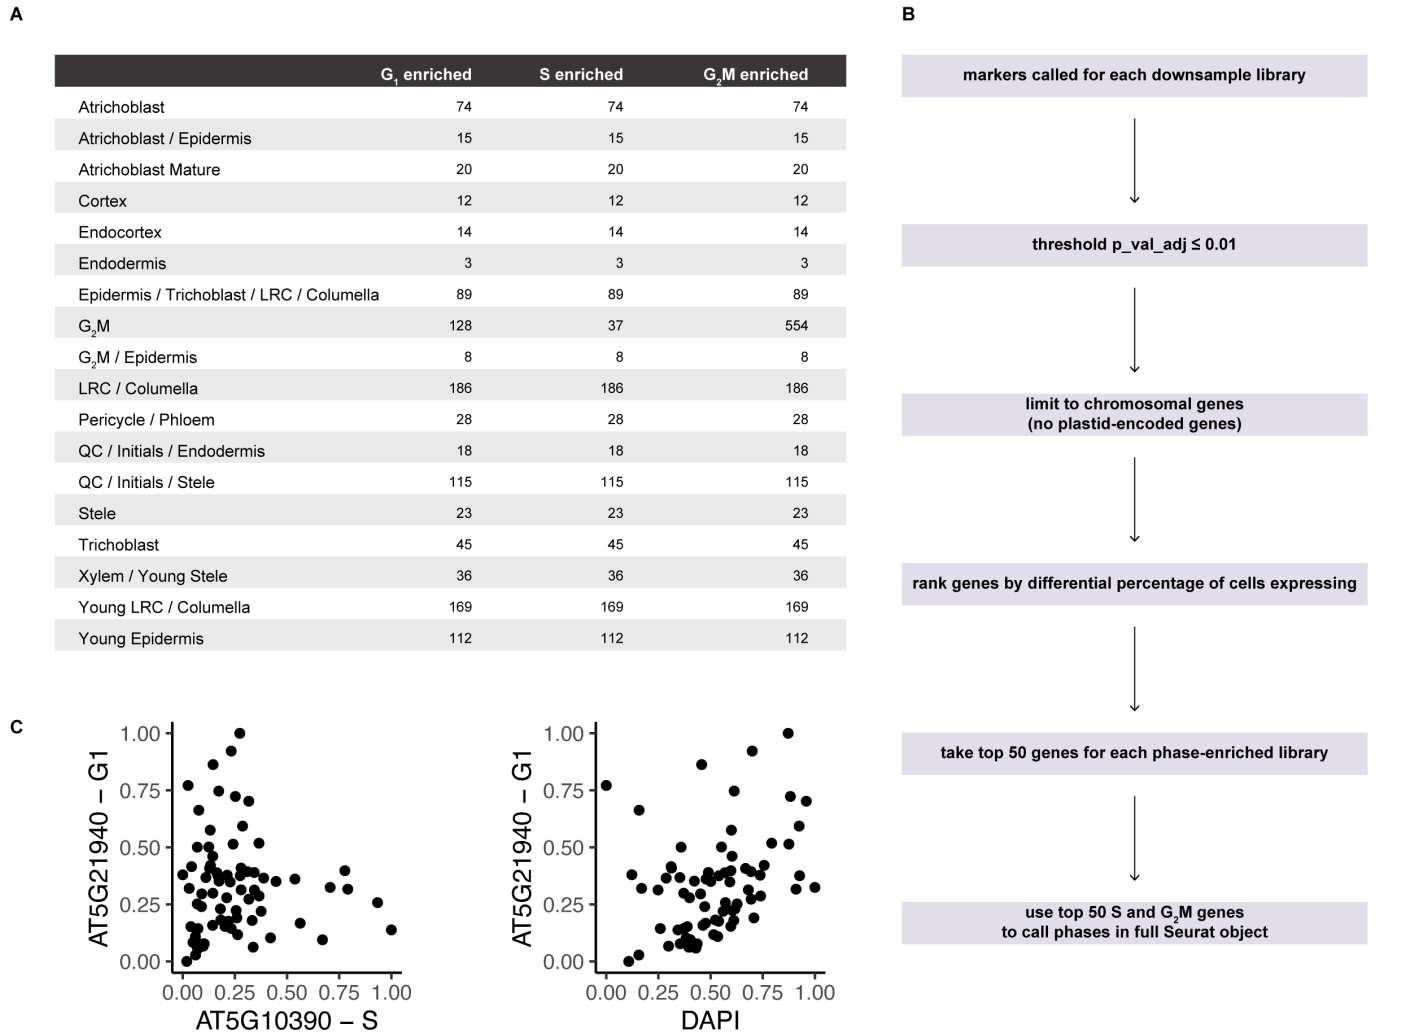 A
G1 enriched S enriched G2M enriched
Atrichoblast 74 74 74
Atrichoblast / Epidermis 15 15 15
Atrichoblast Mature 20 20 20
Cortex 12 12 12
Endocortex 14 14 14
Endodermis 3 3 3
Epidermis / Trichoblast / LRC / Columella 89 89 89
G2M 128 37 554
G2M / Epidermis 8 8 8
LRC / Columella 186 186 186
Pericycle / Phloem 28 28 28
QC / Initials / Endodermis 18 18 18
QC / Initials / Stele 115 115 115
Stele 23 23 23
Trichoblast 45 45 45
Xylem / Young Stele 36 36 36
Young LRC / Columella 169 169 169
Young Epidermis 112 112 112
B
markers called for each downsample library
threshold p_val_adj ≤ 0.01
limit to chromosomal genes
(no plastid-encoded genes)
rank genes by differential percentage of cells expressing
take top 50 genes for each phase-enriched library
use top 50 S and G2M genes
to call phases in full Seurat object
C
AT5G21940 – G1
1.00
0.75
0.50
0.25
0.00
0.00 0.25 0.50 0.75 1.00
AT5G10390 – S
AT5G21940 – G1
1.00
0.75
0.50
0.25
0.00
0.00 0.25 0.50 0.75 1.00
DAPI